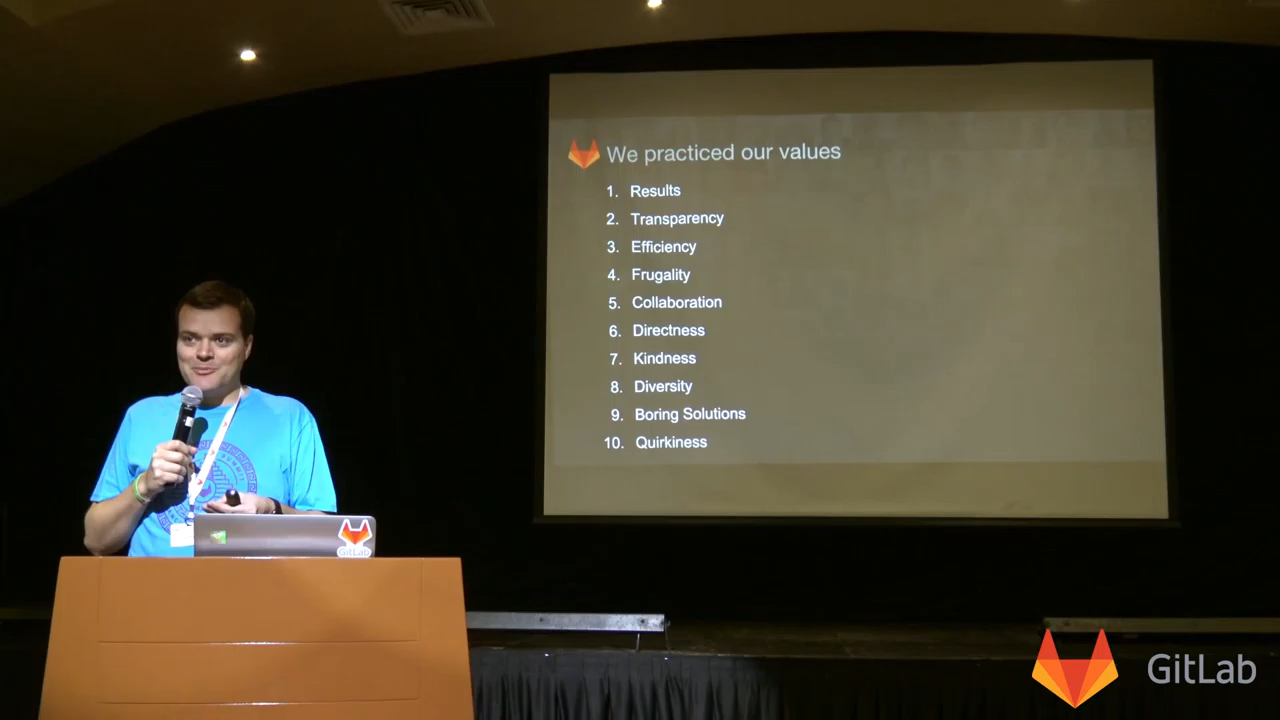 We practiced our values
1. Results
2. Transparency
3. Efficiency
4. Frugality
5. Collaboration
6. Directness
7. Kindness
8. Diversity
9. Boring Solutions
10. Quirkiness
GitLab
GitLab